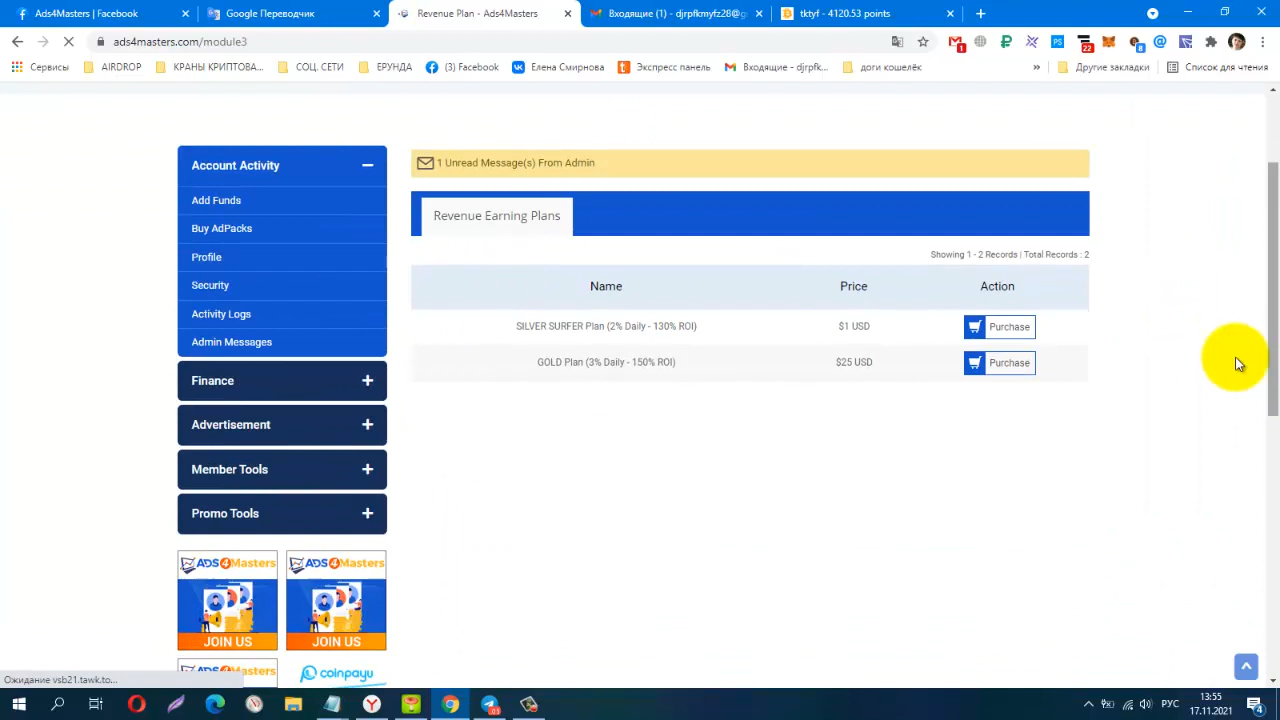 Ads4Masters | Facebook
Google Переводчик
Revenue Plan - Ads4Masters
Входящие (1) - djrpfkmyfz28@g
tktyf - 4120.53 points
ads4masters.com/module3
1
22
8
Сервисы
AIRDROP
КРАНЫ КРИПТОВА...
СОЦ. СЕТИ
ЕРУНДА
(3) Facebook
Елена Смирнова
Экспресс панель
Входящие - djrpfk...
доги кошелёк
Другие закладки
Список для чтения
Account Activity
Add Funds
Buy AdPacks
Profile
Security
Activity Logs
Admin Messages
Finance
Advertisement
Member Tools
Promo Tools
1 Unread Message(s) From Admin
Revenue Earning Plans
Showing 1 - 2 Records | Total Records : 2
Name Price Action
SILVER SURFER Plan (2% Daily - 130% ROI) $1 USD Purchase
GOLD Plan (3% Daily - 150% ROI) $25 USD Purchase
ADS4Masters
JOIN US
ADS4Masters
JOIN US
ADS4Masters
coinpayu
Ожидание vsb21.tawk.to...
РУС
13:55
17.11.2021
4